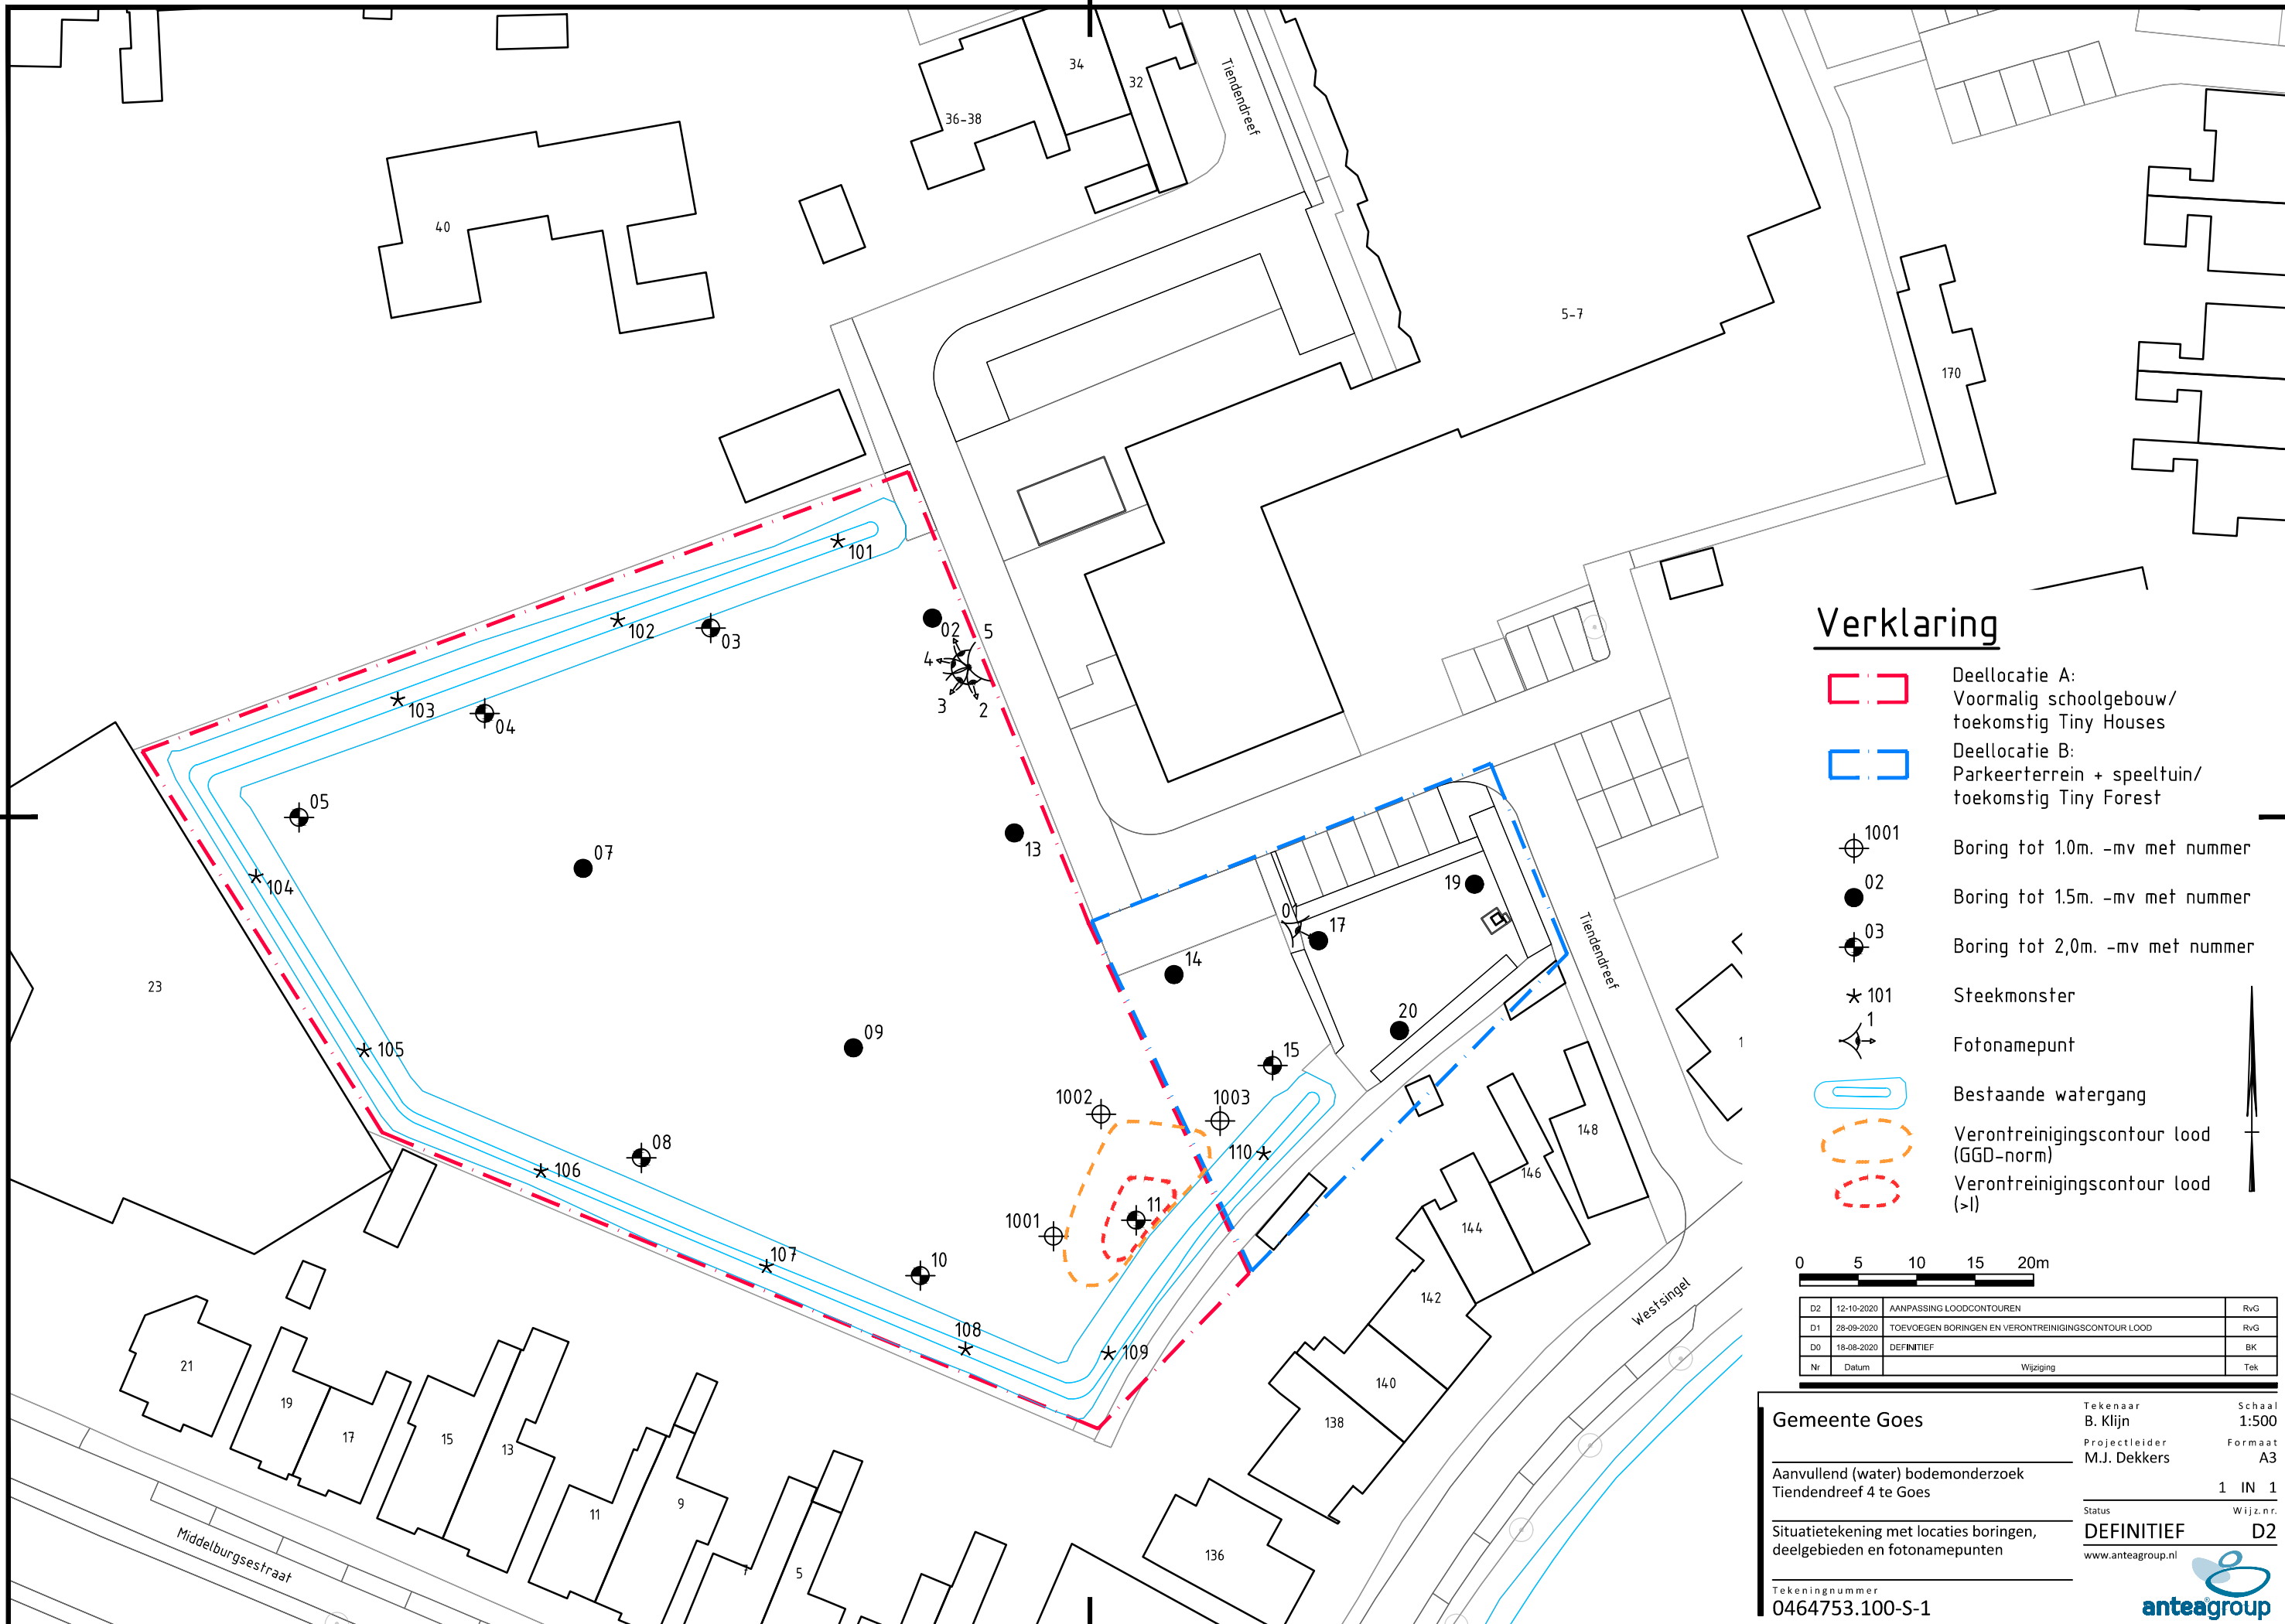 34
32
36-38
Tiendendreef
40
5-7
170
101
102
03
02
5
4
3
2
103
04
05
07
13
104
19
0
17
14
Tiendendreef
23
09
20
105
15
1002
1003
110
08
106
11
1001
107
10
108
109
148
146
144
142
140
138
136
Westsingel
21
19
17
15
13
11
9
5
Middelburgsestraat
Verklaring
Deellocatie A:
Voormalig schoolgebouw/
toekomstig Tiny Houses
Deellocatie B:
Parkeerterrein + speeltuin/
toekomstig Tiny Forest
1001
Boring tot 1.0m. -mv met nummer
02
Boring tot 1.5m. -mv met nummer
03
Boring tot 2,0m. -mv met nummer
101
Steekmonster
1
Fotonamepunt
Bestaande watergang
Verontreinigingscontour lood
(GGD-norm)
Verontreinigingscontour lood
(>I)
0 5 10 15 20m
D2 12-10-2020 AANPASSING LOODCONTOUREN RvG
D1 28-09-2020 TOEVOEGEN BORINGEN EN VERONTREINIGINGSCONTOUR LOOD RvG
D0 18-08-2020 DEFINITIEF BK
Nr Datum Wijziging Tek
Gemeente Goes
Aanvullend (water) bodemonderzoek
Tiendendreef 4 te Goes
Situatietekening met locaties boringen,
deelgebieden en fotonamepunten
Tekeningnummer
0464753.100-S-1
Tekenaar Schaal
B. Klijn 1:500
Projectleider Formaat
M.J. Dekkers A3
1 IN 1
Status Wijz.nr.
DEFINITIEF D2
www.anteagroup.nl
anteagroup